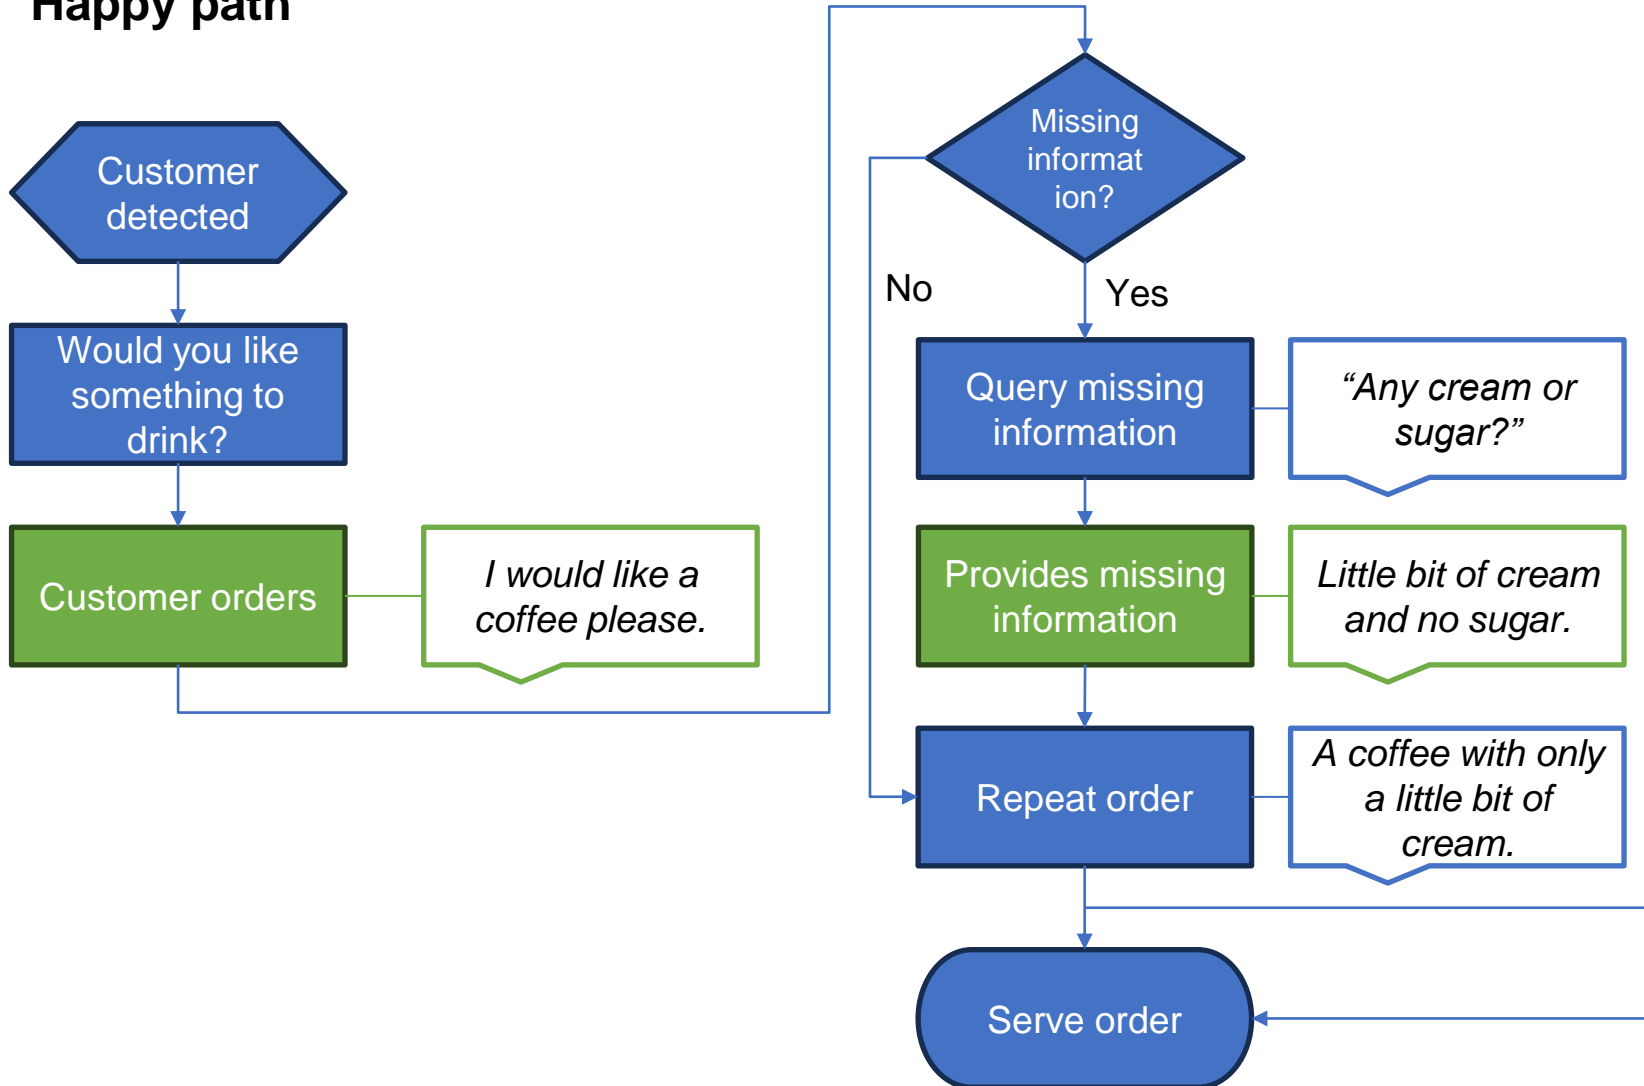 Happy path
Customer
detected
Would you like
something to
drink?
Customer orders
I would like a
coffee please.
Missing
informat
ion?
No
Yes
Query missing
information
“Any cream or
sugar?”
Provides missing
information
Little bit of cream
and no sugar.
Repeat order
A coffee with only
a little bit of
cream.
Serve order